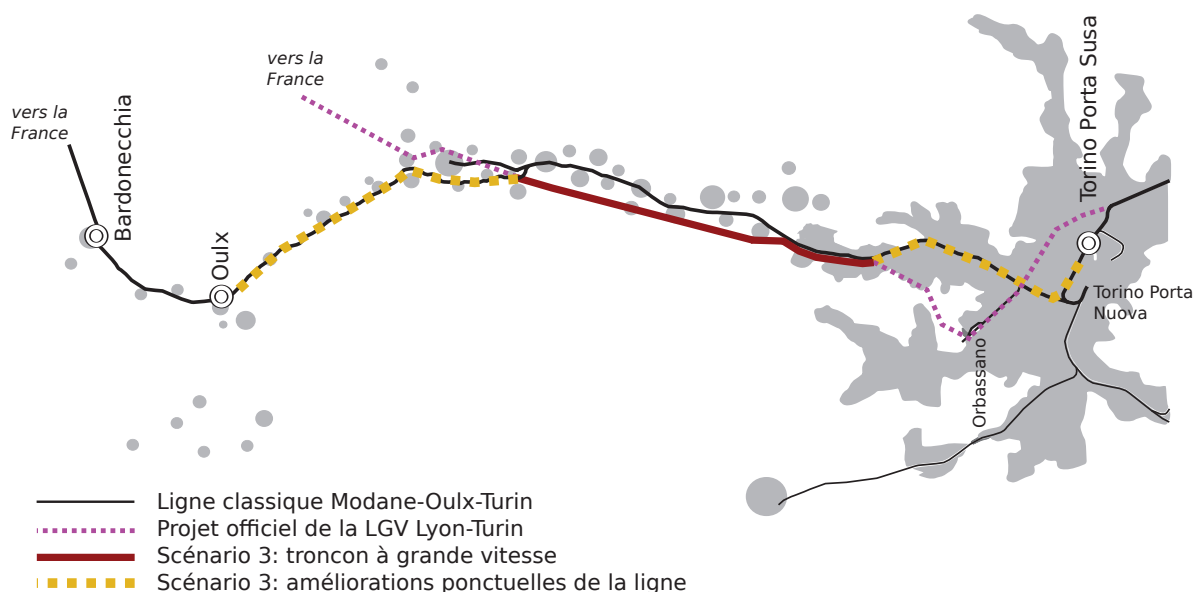 vers la
France
Bardonecchia
Oulx
vers la
France
Torino Porta Susa
Torino Porta
Nuova
Orbassano
Ligne classique Modane-Oulx-Turin
Projet officiel de la LGV Lyon-Turin
Scénario 3: troncon à grande vitesse
Scénario 3: améliorations ponctuelles de la ligne